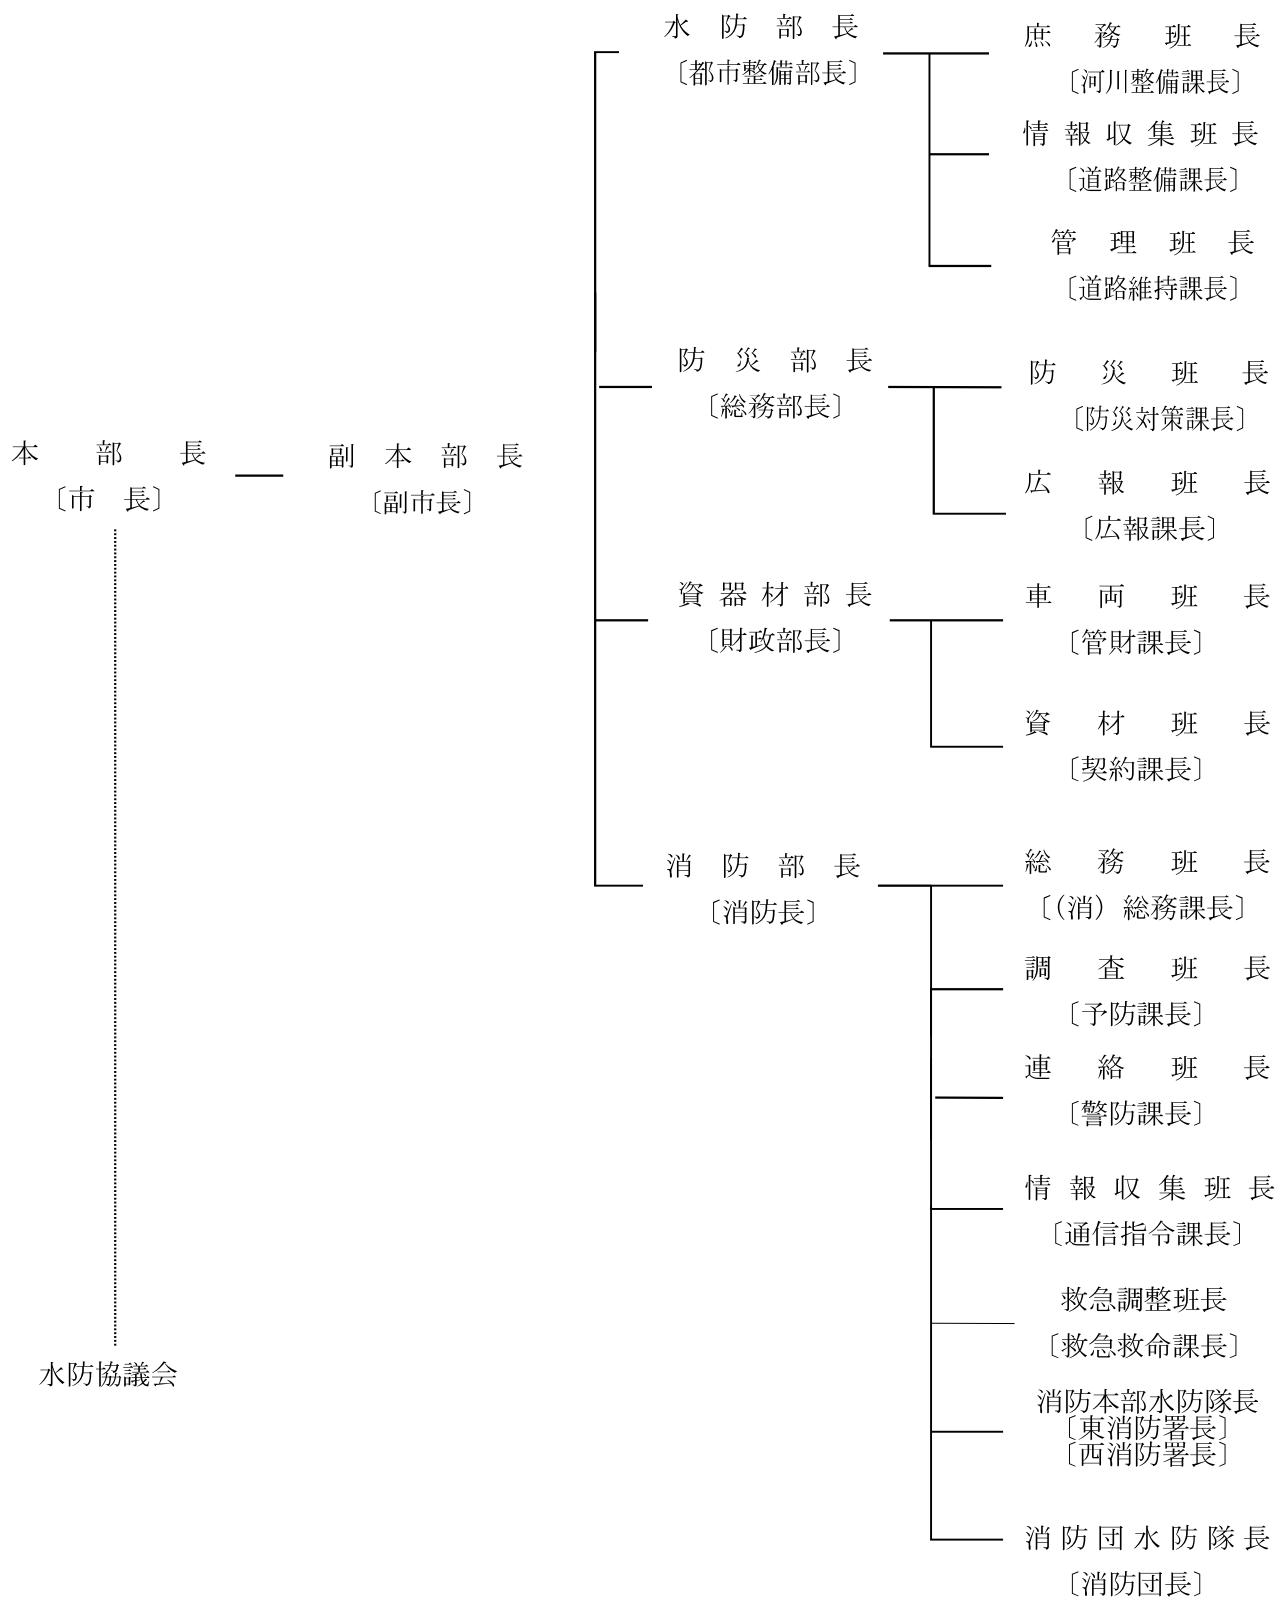 本部長
〔市　長〕
水防協議会
副本部長
〔副市長〕
水防部長
〔都市整備部長〕
庶務班長
〔河川整備課長〕
情報収集班長
〔道路整備課長〕
管理班長
〔道路維持課長〕
防災部長
〔総務部長〕
防災班長
〔防災対策課長〕
広報班長
〔広報課長〕
資器材部長
〔財政部長〕
車両班長
〔管財課長〕
資材班長
〔契約課長〕
消防部長
〔消防長〕
総務班長
〔(消) 総務課長〕
調査班長
〔予防課長〕
連絡班長
〔警防課長〕
情報収集班長
〔通信指令課長〕
救急調整班長
〔救急救命課長〕
消防本部水防隊長
〔東消防署長〕
〔西消防署長〕
消防団水防隊長
〔消防団長〕